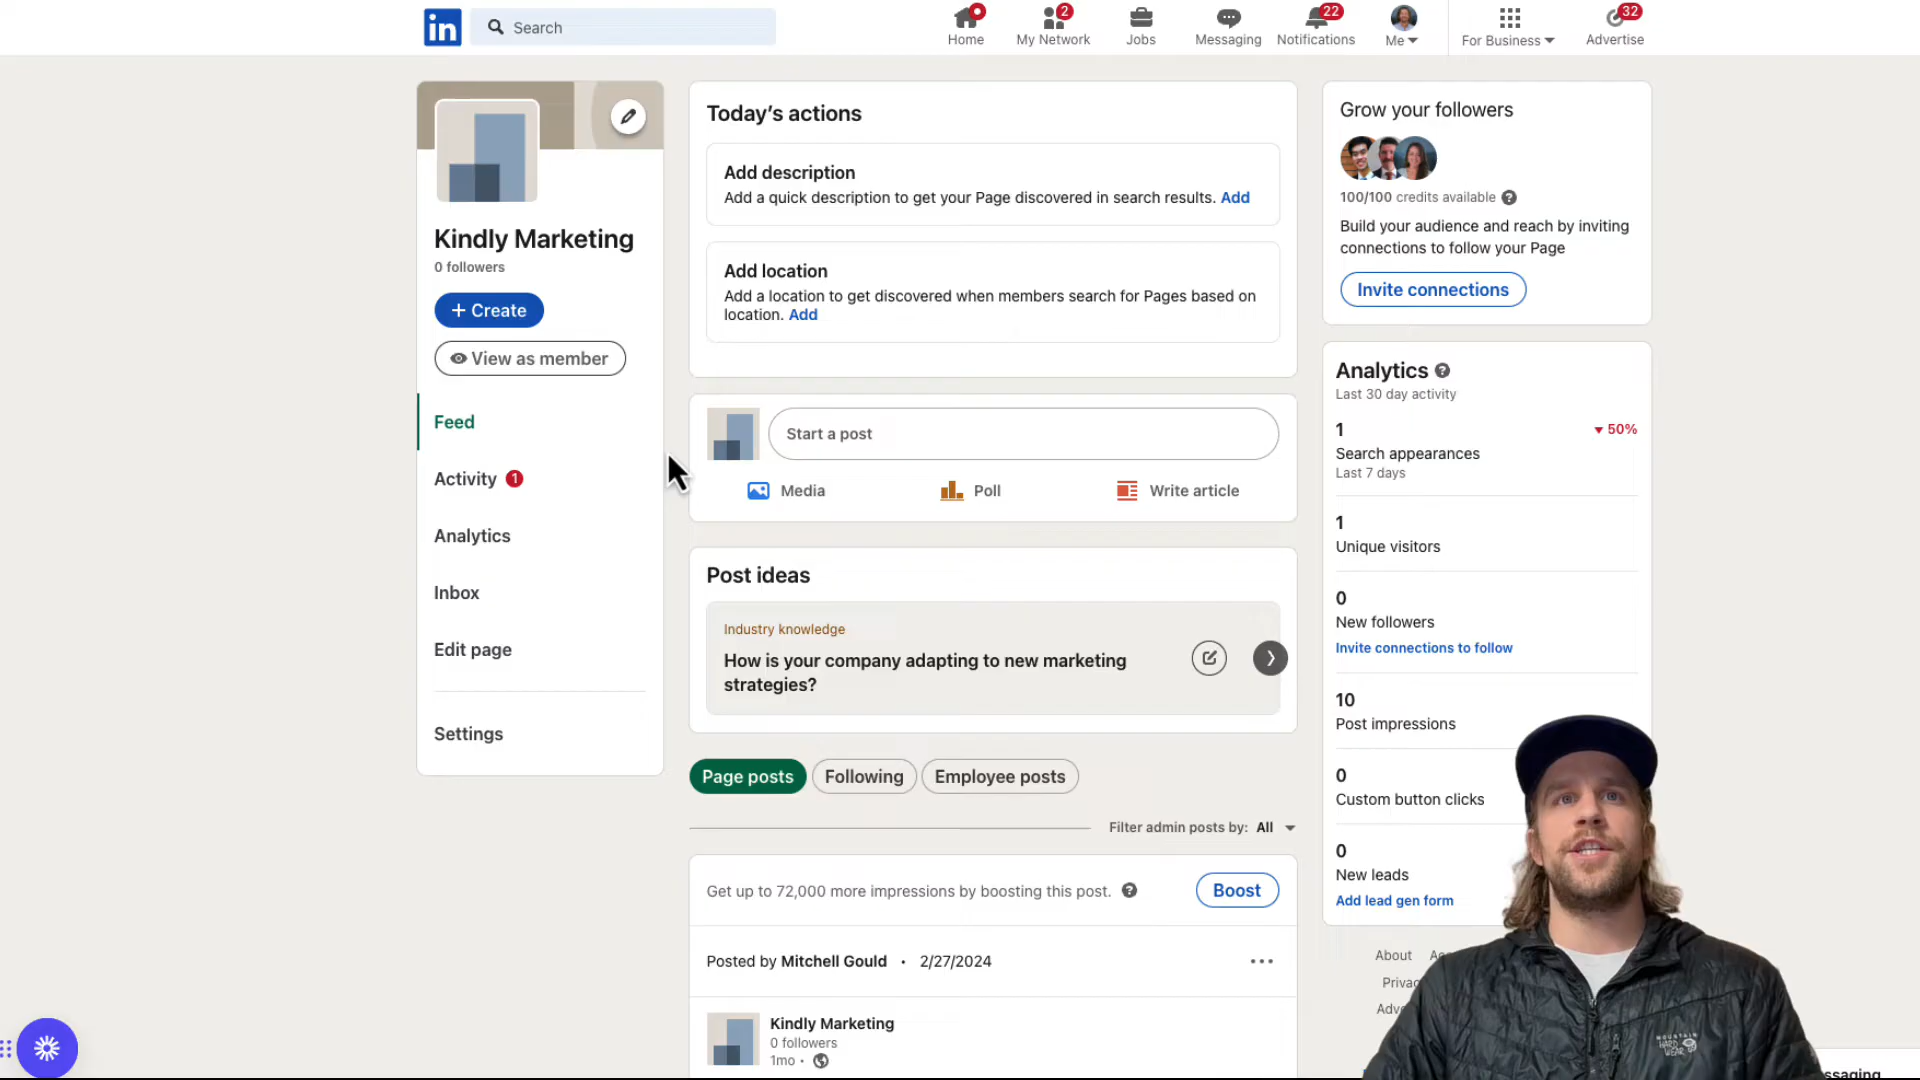 in
Search
Home
2
My Network
Jobs
Messaging
22
Notifications
Me
For Business
32
Advertise
Kindly Marketing
0 followers
+ Create
View as member
Feed
Activity 1
Analytics
Inbox
Edit page
Settings
Today's actions
Add description
Add a quick description to get your Page discovered in search results. Add
Add location
Add a location to get discovered when members search for Pages based on
location. Add
Start a post
Media
Poll
Write article
Post ideas
Industry knowledge
How is your company adapting to new marketing
strategies?
Page posts
Following
Employee posts
Filter admin posts by: All
Get up to 72,000 more impressions by boosting this post. ?
Boost
Posted by Mitchell Gould • 2/27/2024
Kindly Marketing
0 followers
1mo •
Grow your followers
100/100 credits available ?
Build your audience and reach by inviting
connections to follow your Page
Invite connections
Analytics ?
Last 30 day activity
1
50%
Search appearances
Last 7 days
1
Unique visitors
0
New followers
Invite connections to follow
10
Post impressions
0
Custom button clicks
0
New leads
Add lead gen form
About
MOUNTAIN
HARD
WEAR